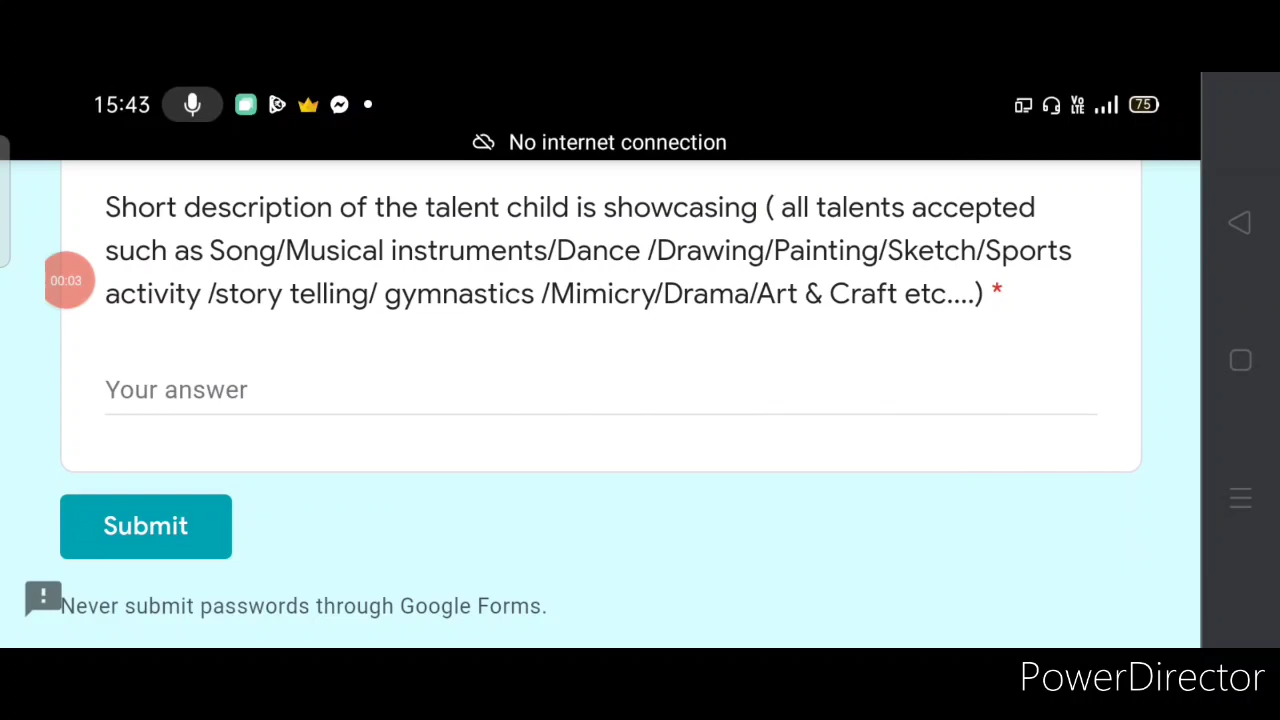 15:43
VoLTE 75
No internet connection
Short description of the talent child is showcasing ( all talents accepted
such as Song/Musical instruments/Dance /Drawing/Painting/Sketch/Sports
00:03
activity /story telling/ gymnastics /Mimicry/Drama/Art & Craft etc....) *
Your answer
Submit
!
Never submit passwords through Google Forms.
PowerDirector